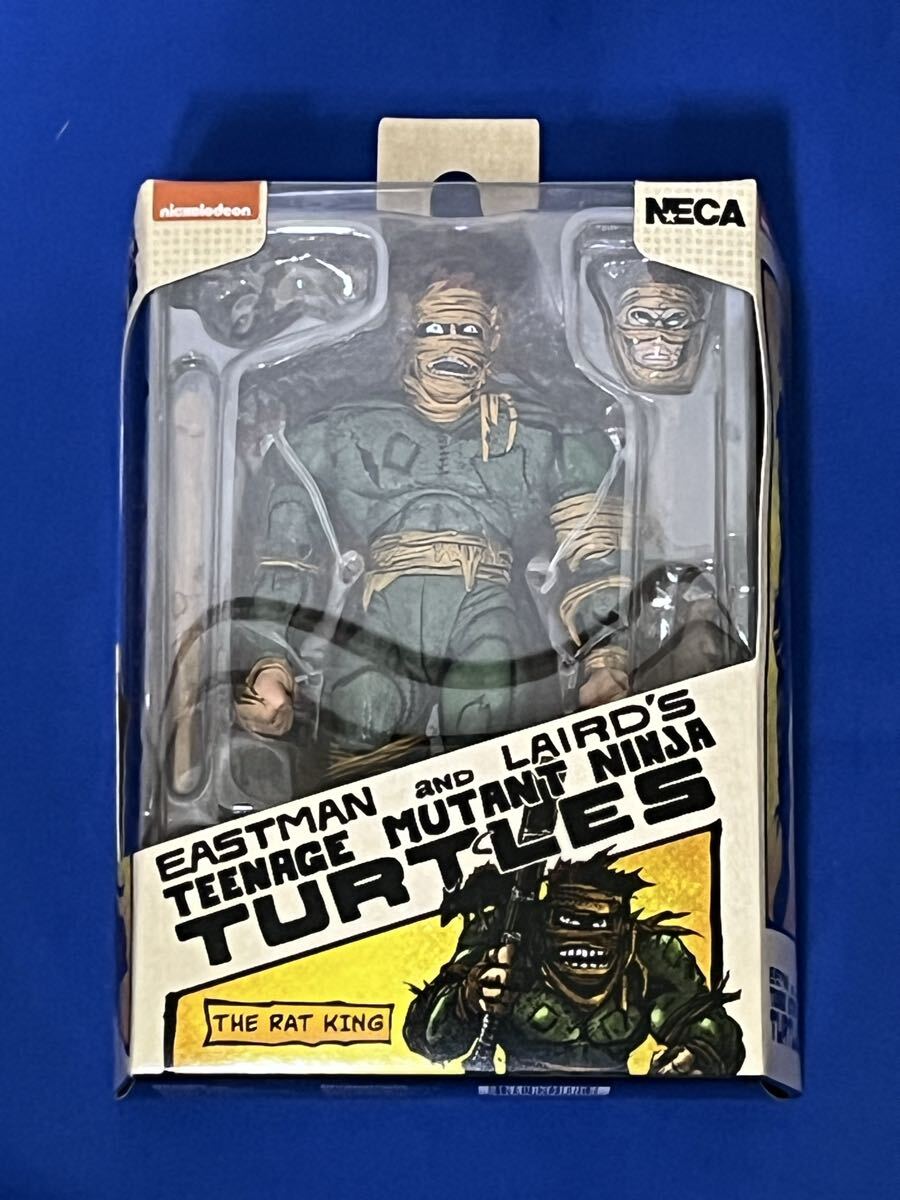 nickelodeon
NECA
EASTMAN AND LAIRD'S
TEENAGE MUTANT NINJA
TURTLES
THE RAT KING